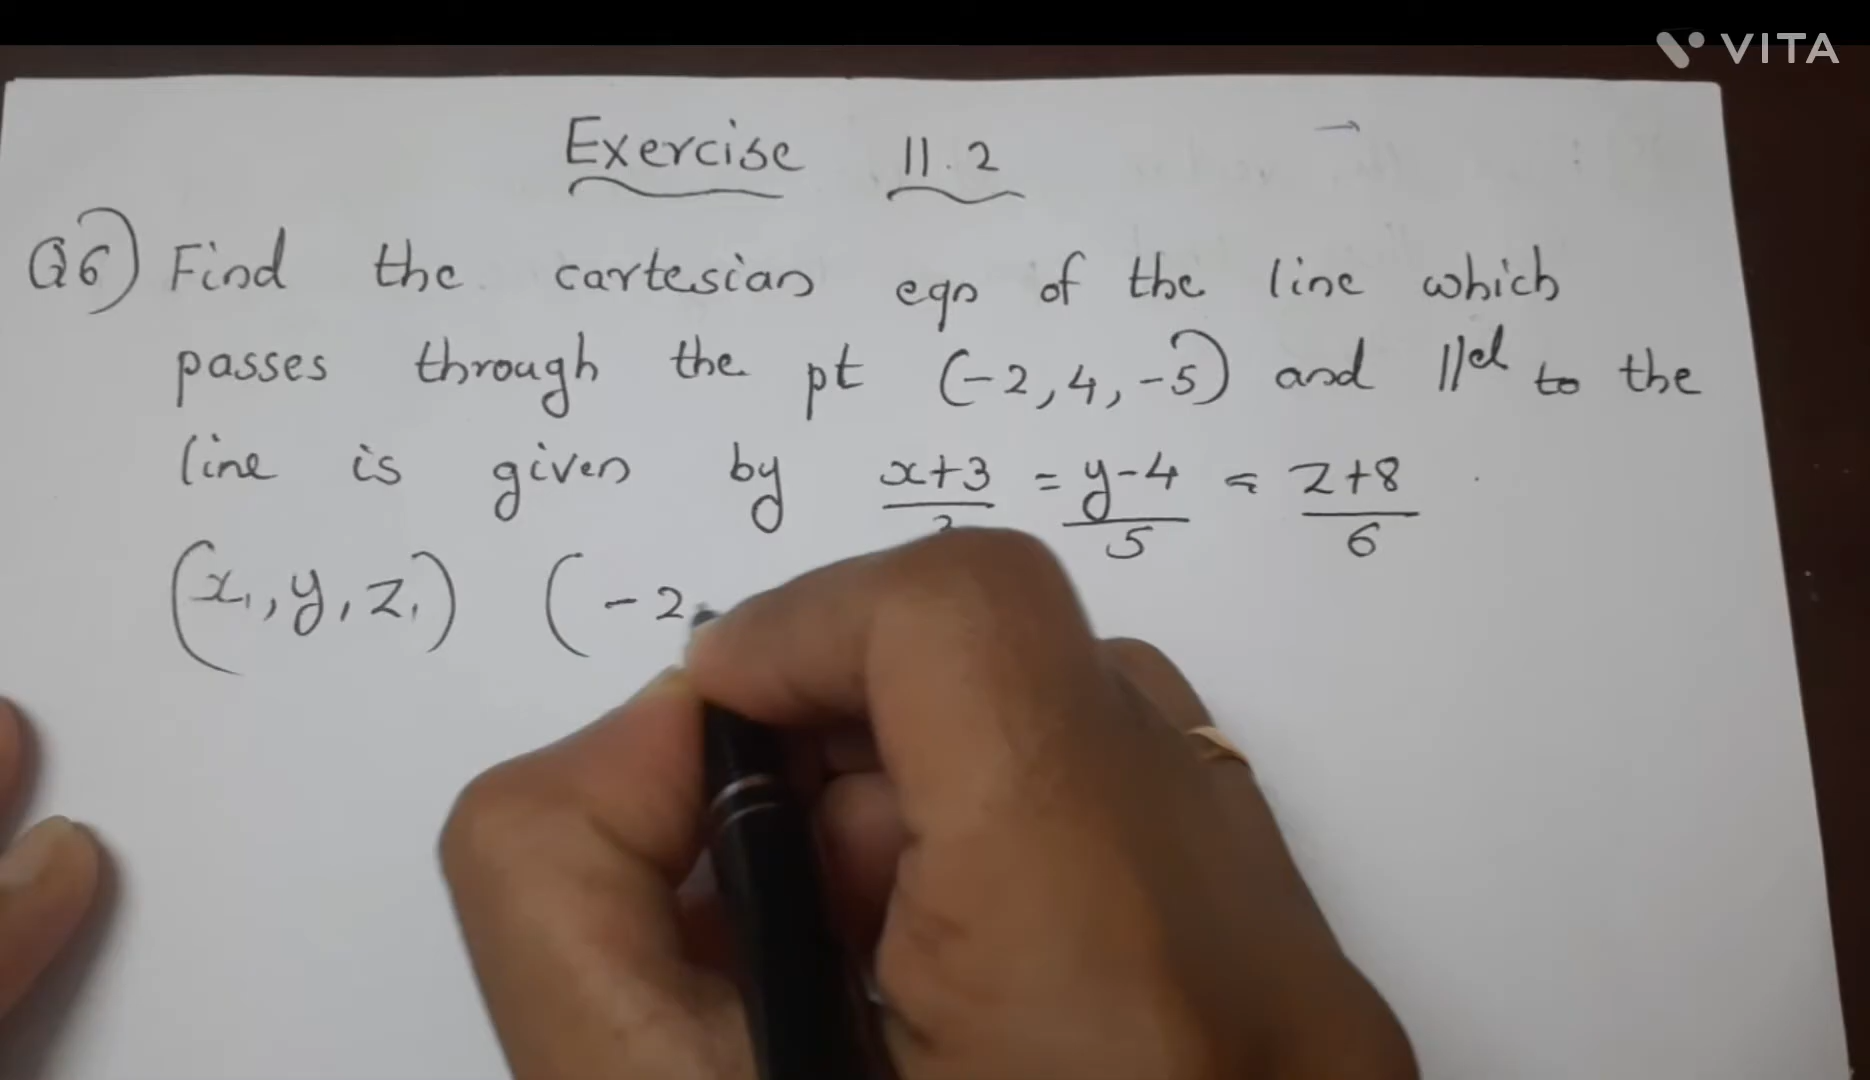 VITA
Exercise 11.2
Q6) Find the cartesian eqn of the line which
passes through the pt (-2, 4, -5) and ||el to the
line is given by x+3 = y-4 = z+8
5 6
(x₁, y, z₁) (-2